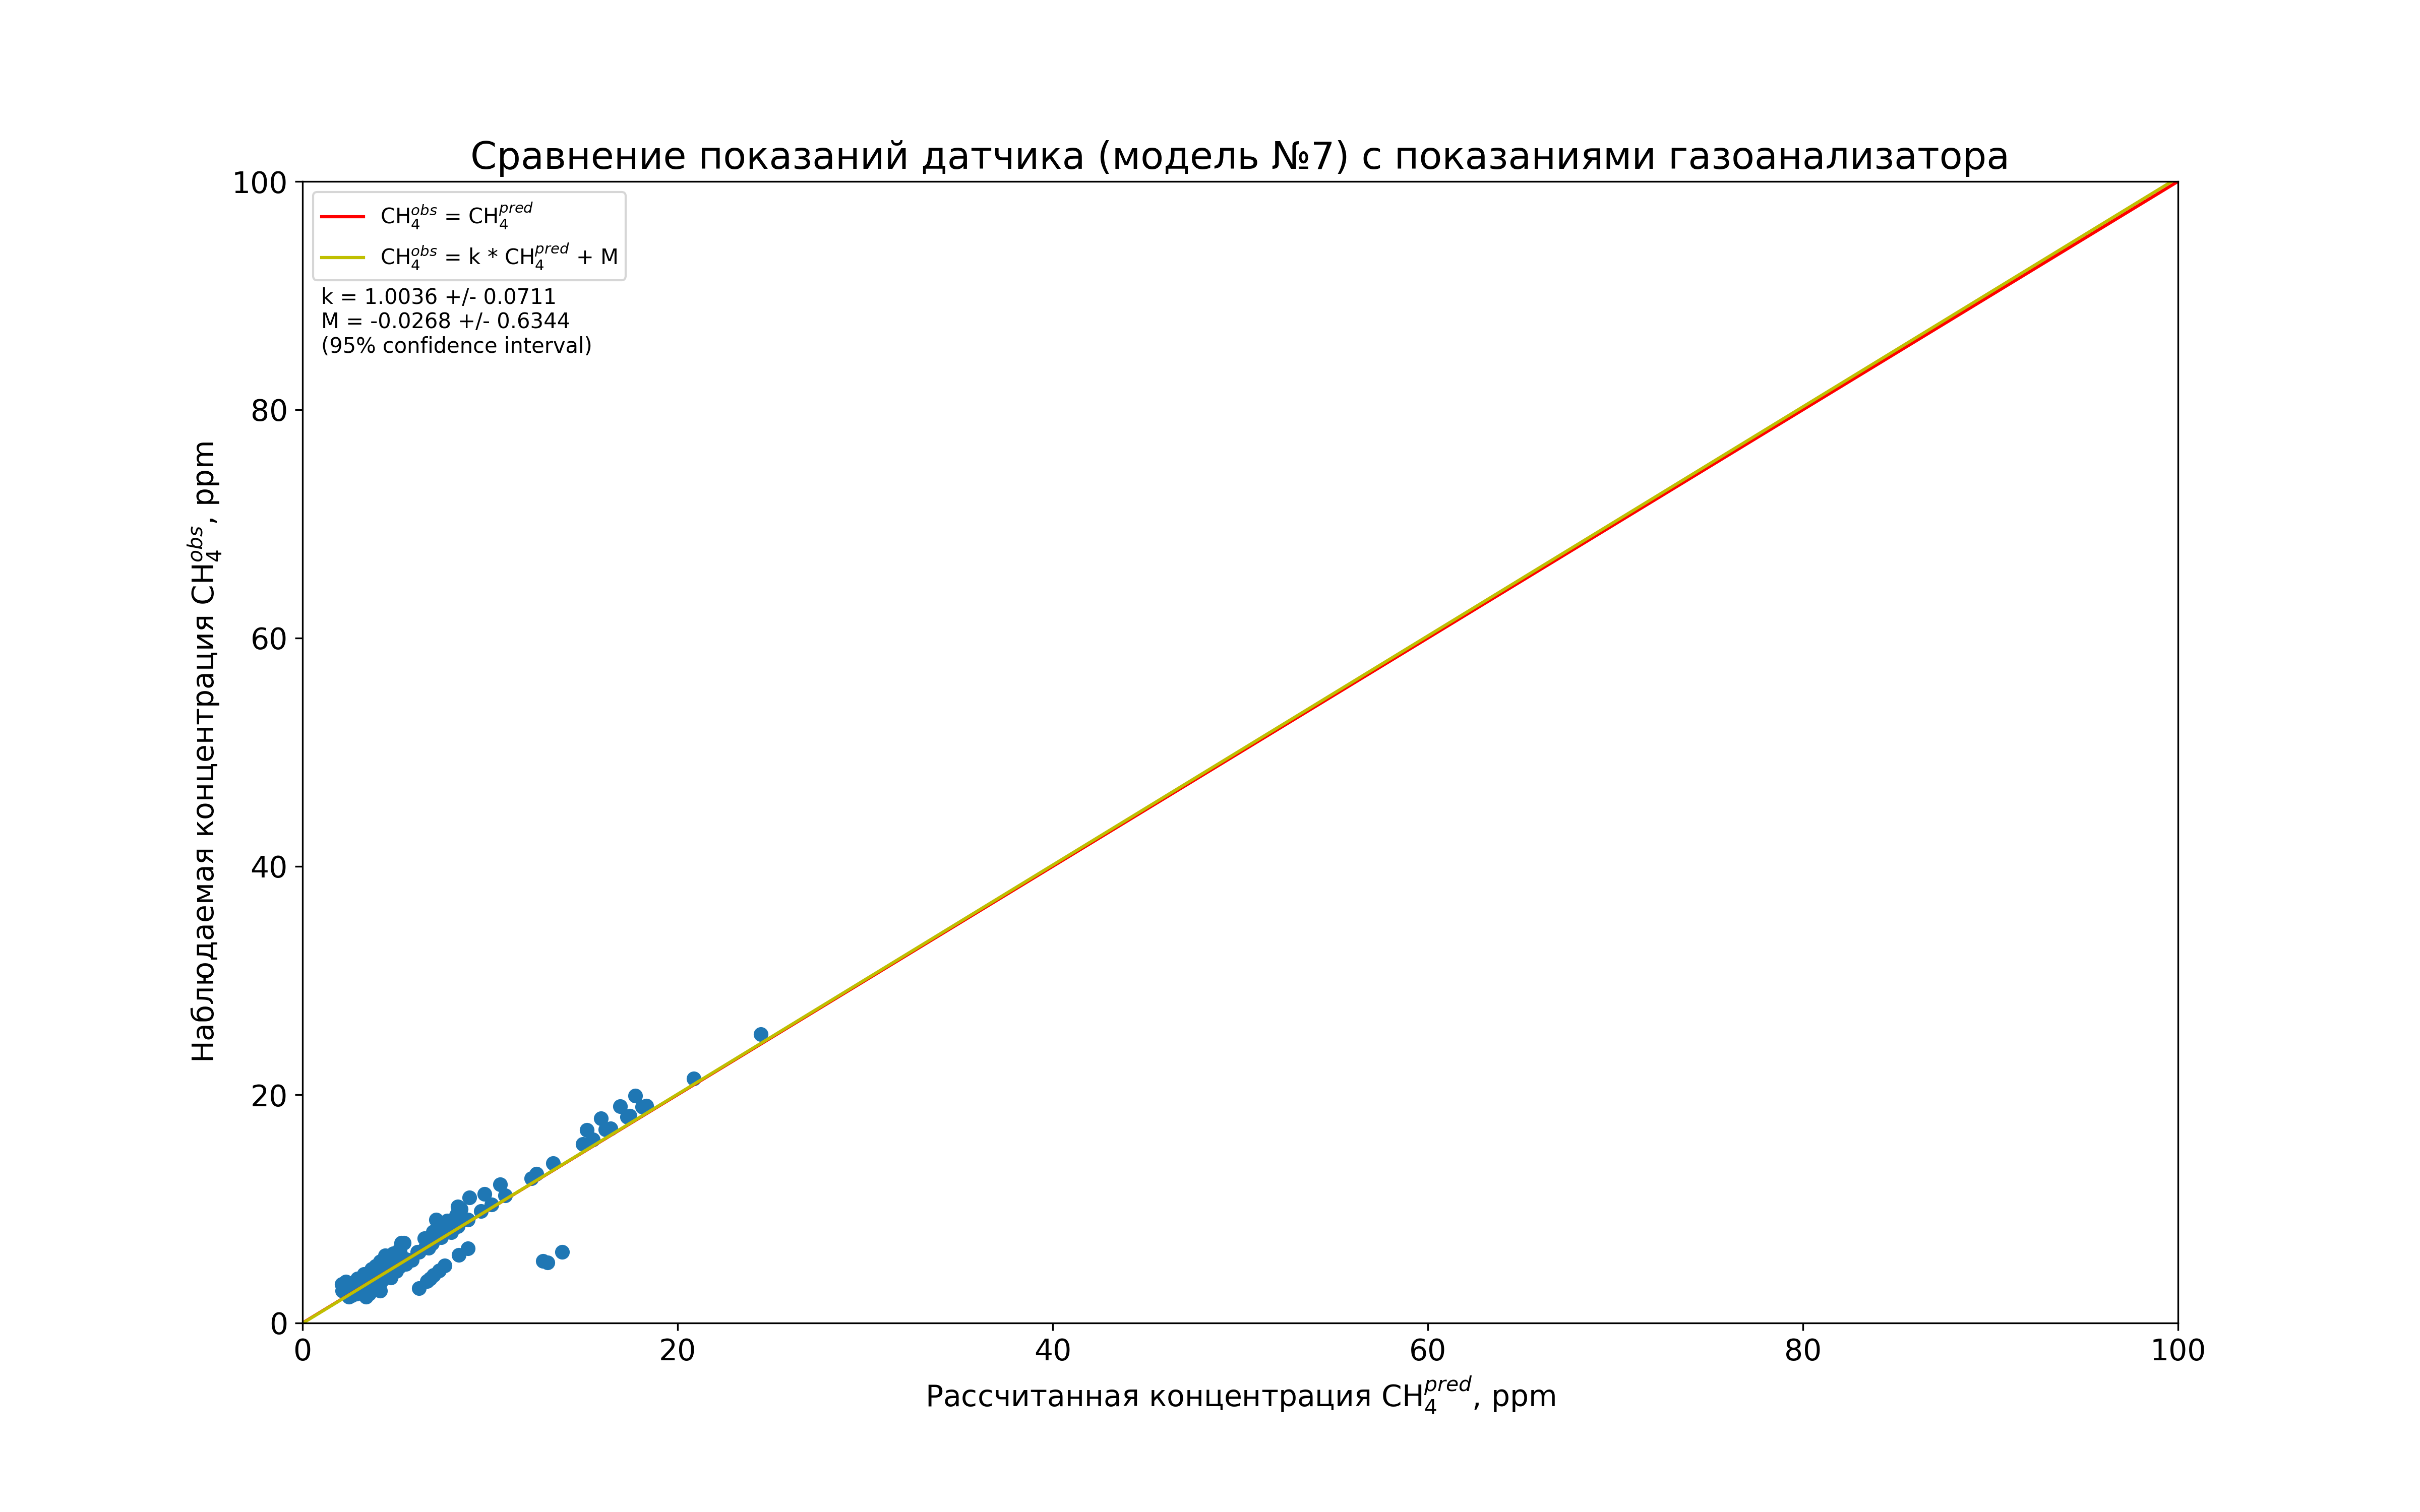 Сравнение показаний датчика (модель №7) с показаниями газоанализатора
CH₄ᵒᵇˢ = CH₄ᵖʳᵉᵈ
CH₄ᵒᵇˢ = k * CH₄ᵖʳᵉᵈ + M
k = 1.0036 +/- 0.0711
M = -0.0268 +/- 0.6344
(95% confidence interval)
Наблюдаемая концентрация CH₄ᵒᵇˢ, ppm
100
80
60
40
20
0
0 20 40 60 80 100
Рассчитанная концентрация CH₄ᵖʳᵉᵈ, ppm